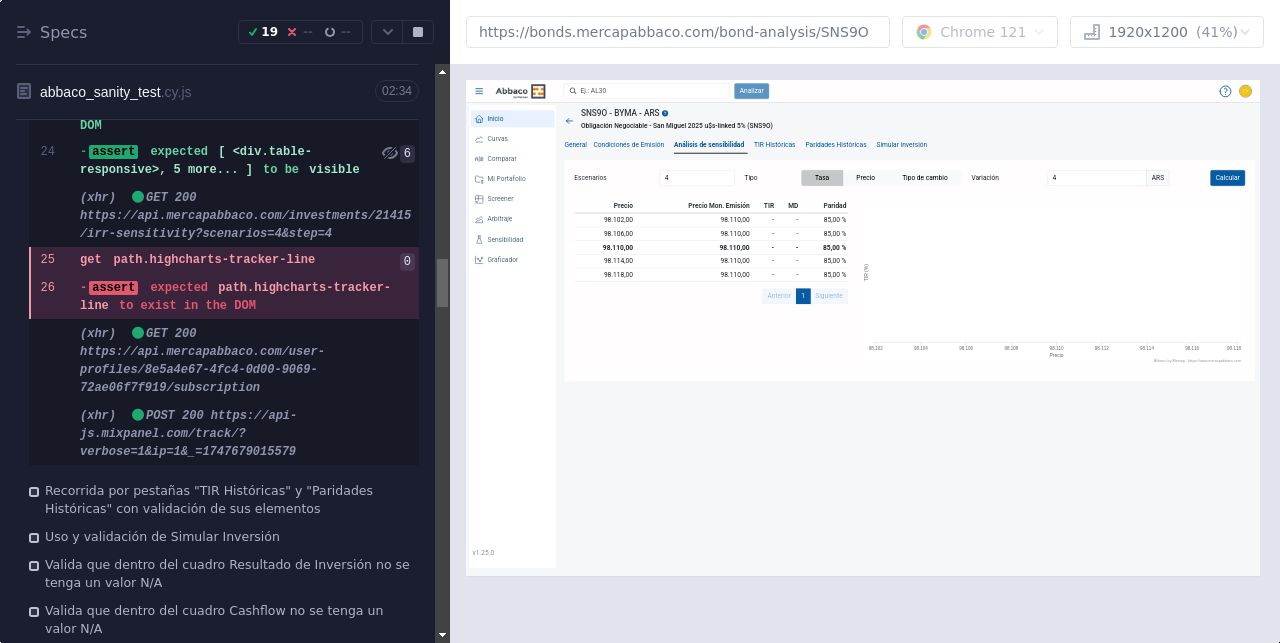 Specs
19
--
--
abbaco_sanity_test.cy.js
02:34
DOM
24
-assert expected [ <div.table-
responsive>, 5 more... ] to be visible
6
(xhr) GET 200
https://api.mercapabbaco.com/investments/21415
/irr-sensitivity?scenarios=4&step=4
25
get path.highcharts-tracker-line
0
26
-assert expected path.highcharts-tracker-
line to exist in the DOM
(xhr) GET 200
https://api.mercapabbaco.com/user-
profiles/8e5a4e67-4fc4-0d00-9069-
72ae06f7f919/subscription
(xhr) POST 200 https://api-
js.mixpanel.com/track/?
verbose=1&ip=1&_=1747679015579
Recorrida por pestañas "TIR Históricas" y "Paridades
Históricas" con validación de sus elementos
Uso y validación de Simular Inversión
Valida que dentro del cuadro Resultado de Inversión no se
tenga un valor N/A
Valida que dentro del cuadro Cashflow no se tenga un
valor N/A
https://bonds.mercapabbaco.com/bond-analysis/SNS9O
Chrome 121
1920x1200 (41%)
Abbaco
Ej.: AL30
Analizar
Inicio
Curvas
Comparar
Mi Portafolio
Screener
Arbitraje
Sensibilidad
Graficador
v1.25.0
SNS9O - BYMA - ARS
Obligación Negociable - San Miguel 2025 u$s-linked 5% (SNS9O)
General Condiciones de Emisión Análisis de sensibilidad TIR Históricas Paridades Históricas Simular inversión
Escenarios 4 Tipo Tasa Precio Tipo de cambio Variación 4 ARS Calcular
Precio Precio Mon. Emisión TIR MD Paridad
98.102,00 98.110,00 - - 85,00 %
98.106,00 98.110,00 - - 85,00 %
98.110,00 98.110,00 - - 85,00 %
98.114,00 98.110,00 - - 85,00 %
98.118,00 98.110,00 - - 85,00 %
Anterior 1 Siguiente
TIR (%)
98.102 98.104 98.106 98.108 98.110 98.112 98.114 98.116 98.118
Precio